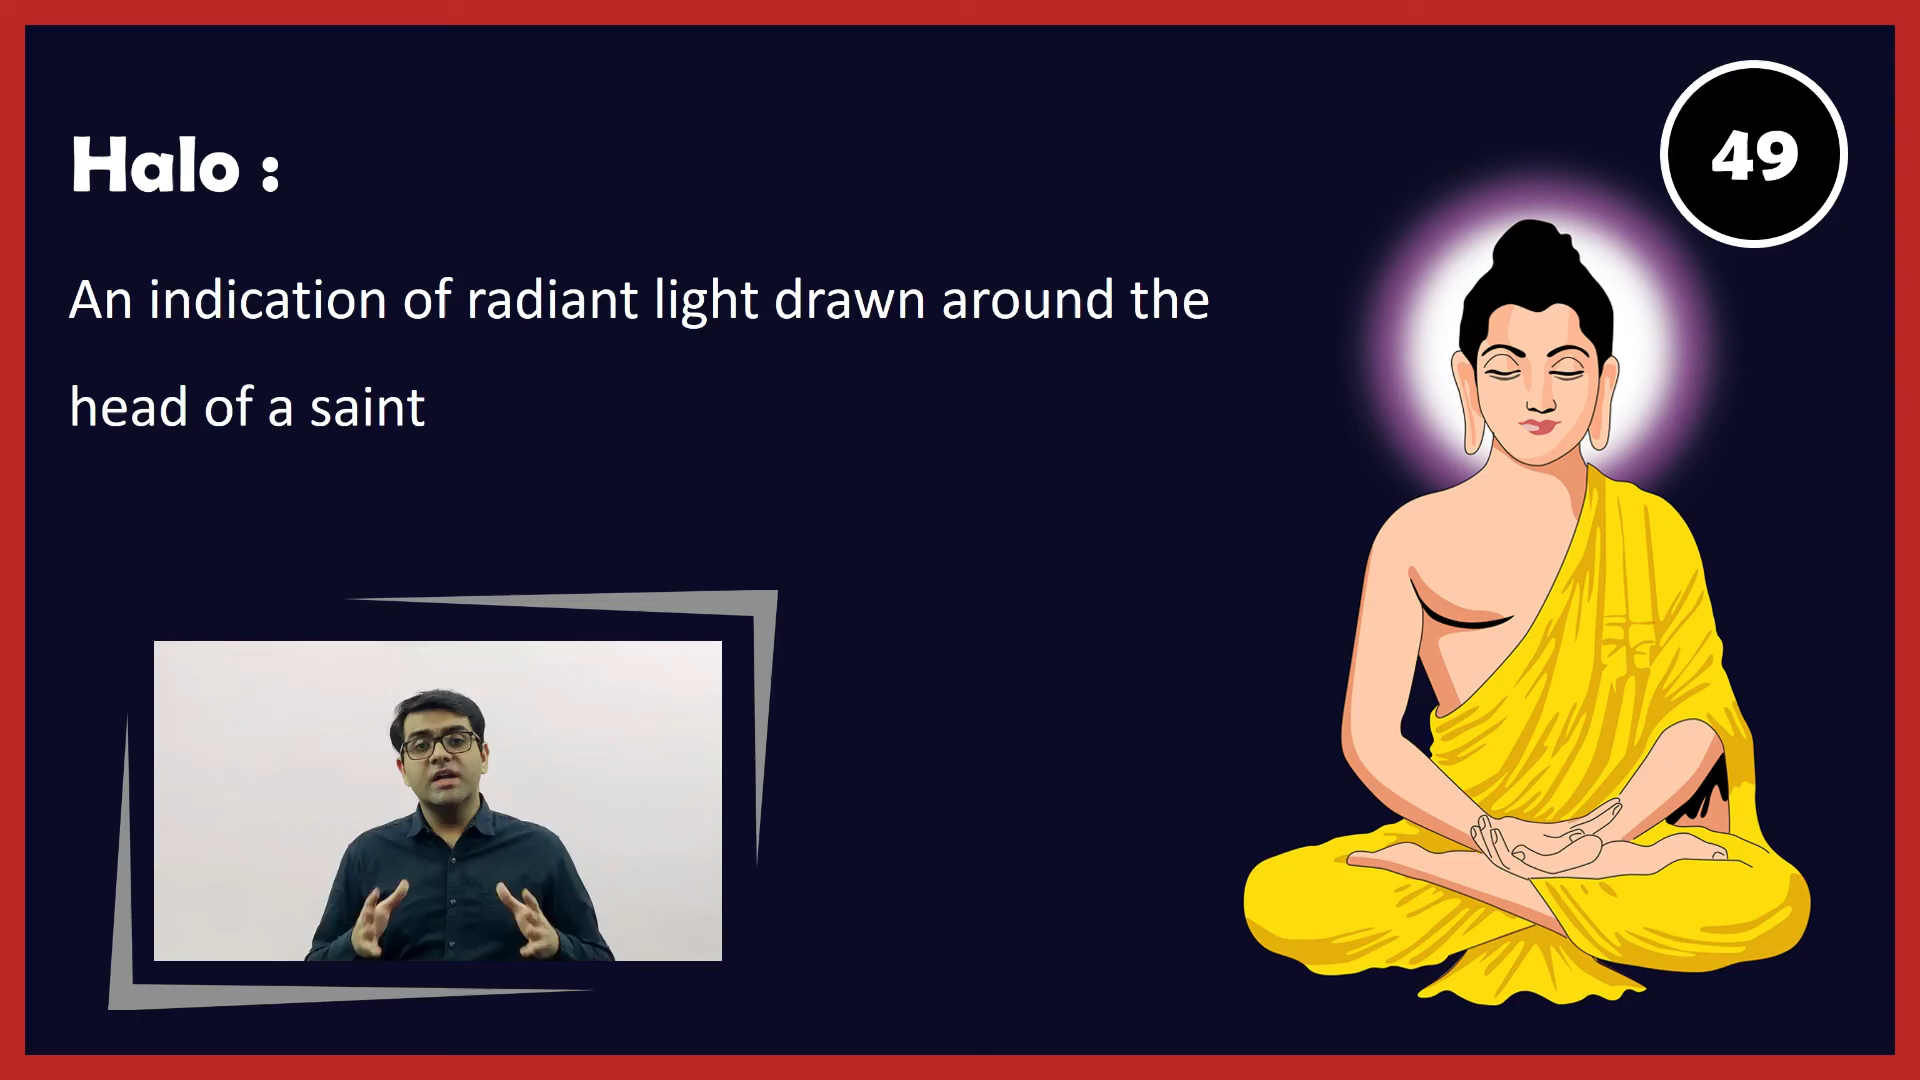 Halo :
49
An indication of radiant light drawn around the
head of a saint